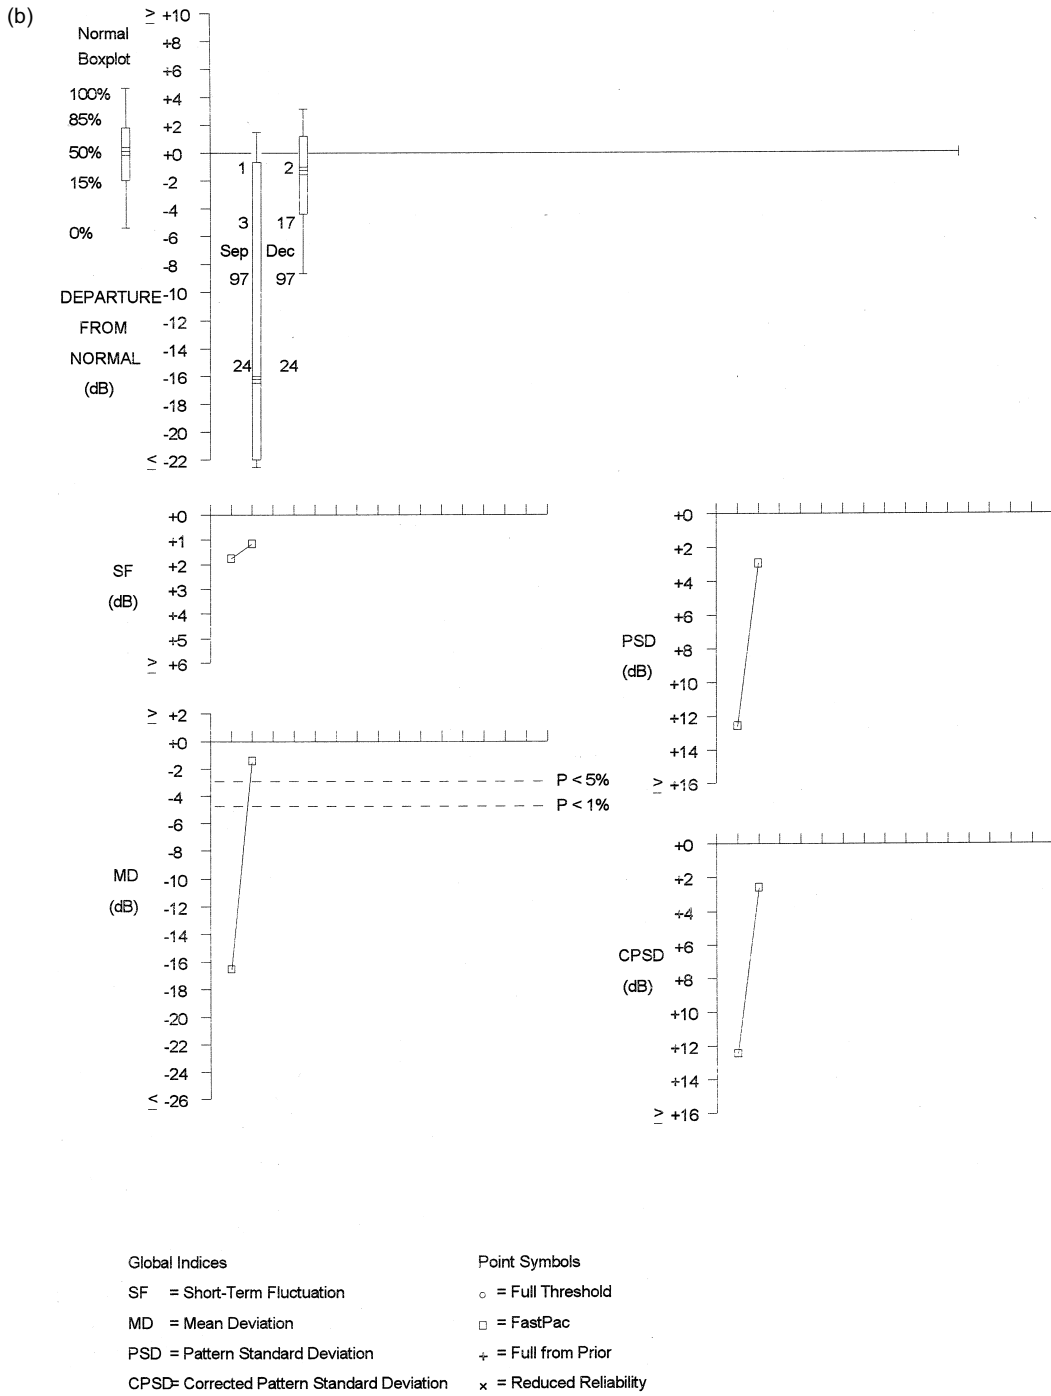 (b)
Normal
Boxplot
100%
85%
50%
15%
0%
DEPARTURE
FROM
NORMAL
(dB)
≥ +10
+8
+6
+4
+2
+0
-2
-4
-6
-8
-10
-12
-14
-16
-18
-20
≤ -22
1 2
3 17
Sep Dec
97 97
24 24
SF
(dB)
+0
+1
+2
+3
+4
+5
≥ +6
PSD
(dB)
+0
+2
+4
+6
+8
+10
+12
+14
≥ +16
MD
(dB)
≥ +2
+0
-2
-4
-6
-8
-10
-12
-14
-16
-18
-20
-22
-24
≤ -26
P < 5%
P < 1%
CPSD
(dB)
+0
+2
+4
+6
+8
+10
+12
+14
≥ +16
Global Indices
SF = Short-Term Fluctuation
MD = Mean Deviation
PSD = Pattern Standard Deviation
CPSD= Corrected Pattern Standard Deviation
Point Symbols
○ = Full Threshold
□ = FastPac
+ = Full from Prior
× = Reduced Reliability